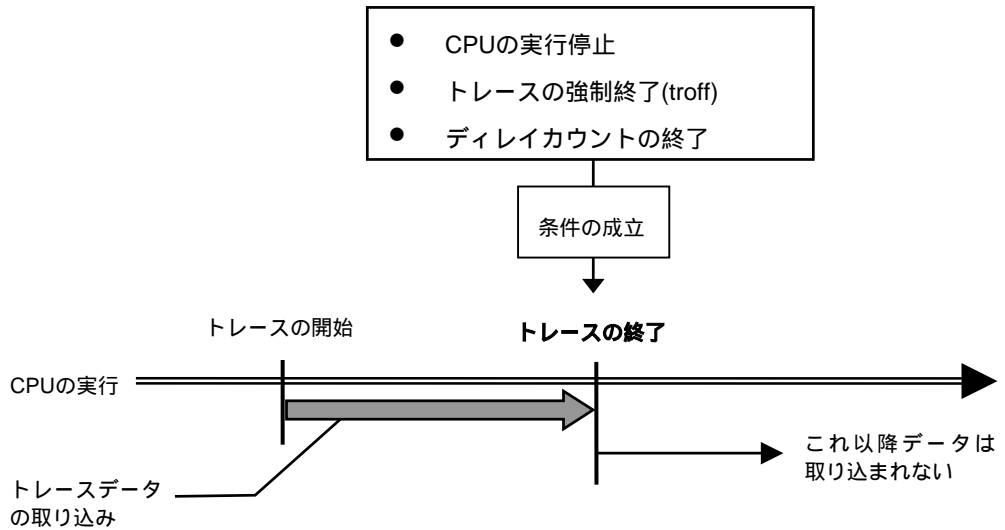 ● CPUの実行停止
● トレースの強制終了(troff)
● ディレイカウントの終了
条件の成立
トレースの開始
トレースの終了
CPUの実行
これ以降データは
取り込まれない
トレースデータ
の取り込み